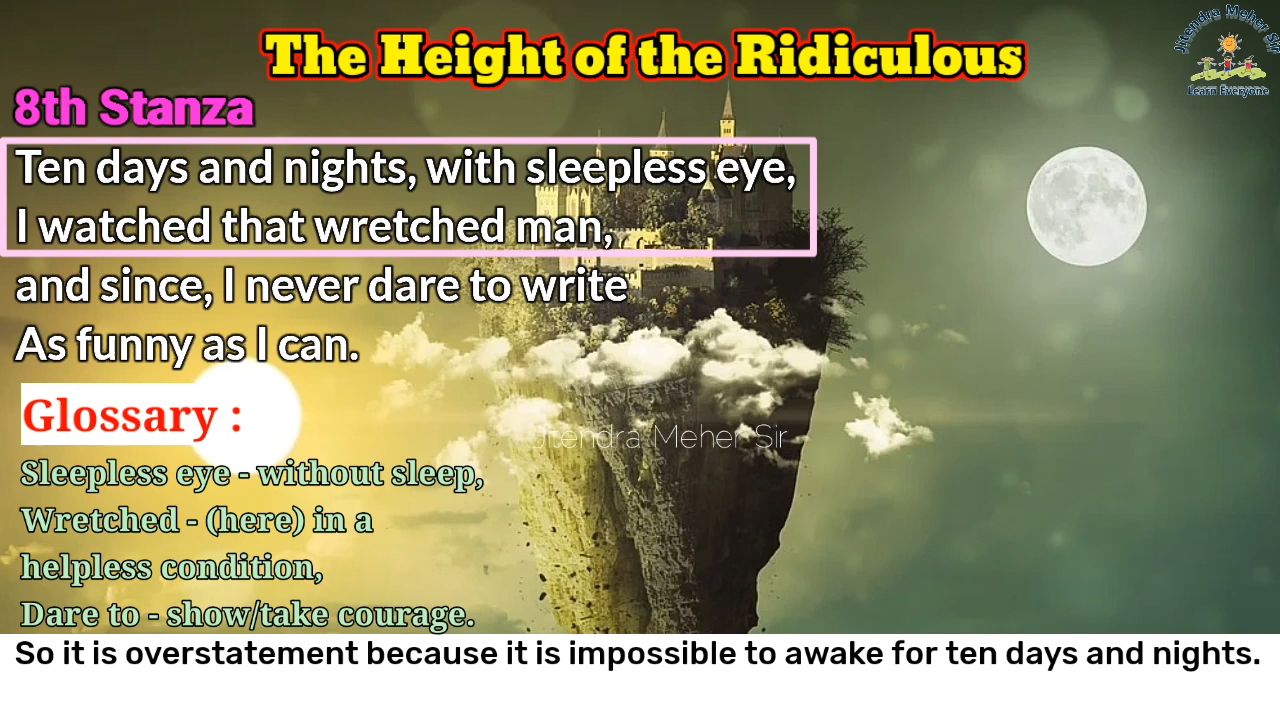 The Height of the Ridiculous
Jitendra Meher Sir
Learn Everyone
8th Stanza
Ten days and nights, with sleepless eye,
I watched that wretched man,
and since, I never dare to write
As funny as I can.
Glossary :
Jitendra Meher Sir
Sleepless eye - without sleep,
Wretched - (here) in a
helpless condition,
Dare to - show/take courage.
So it is overstatement because it is impossible to awake for ten days and nights.